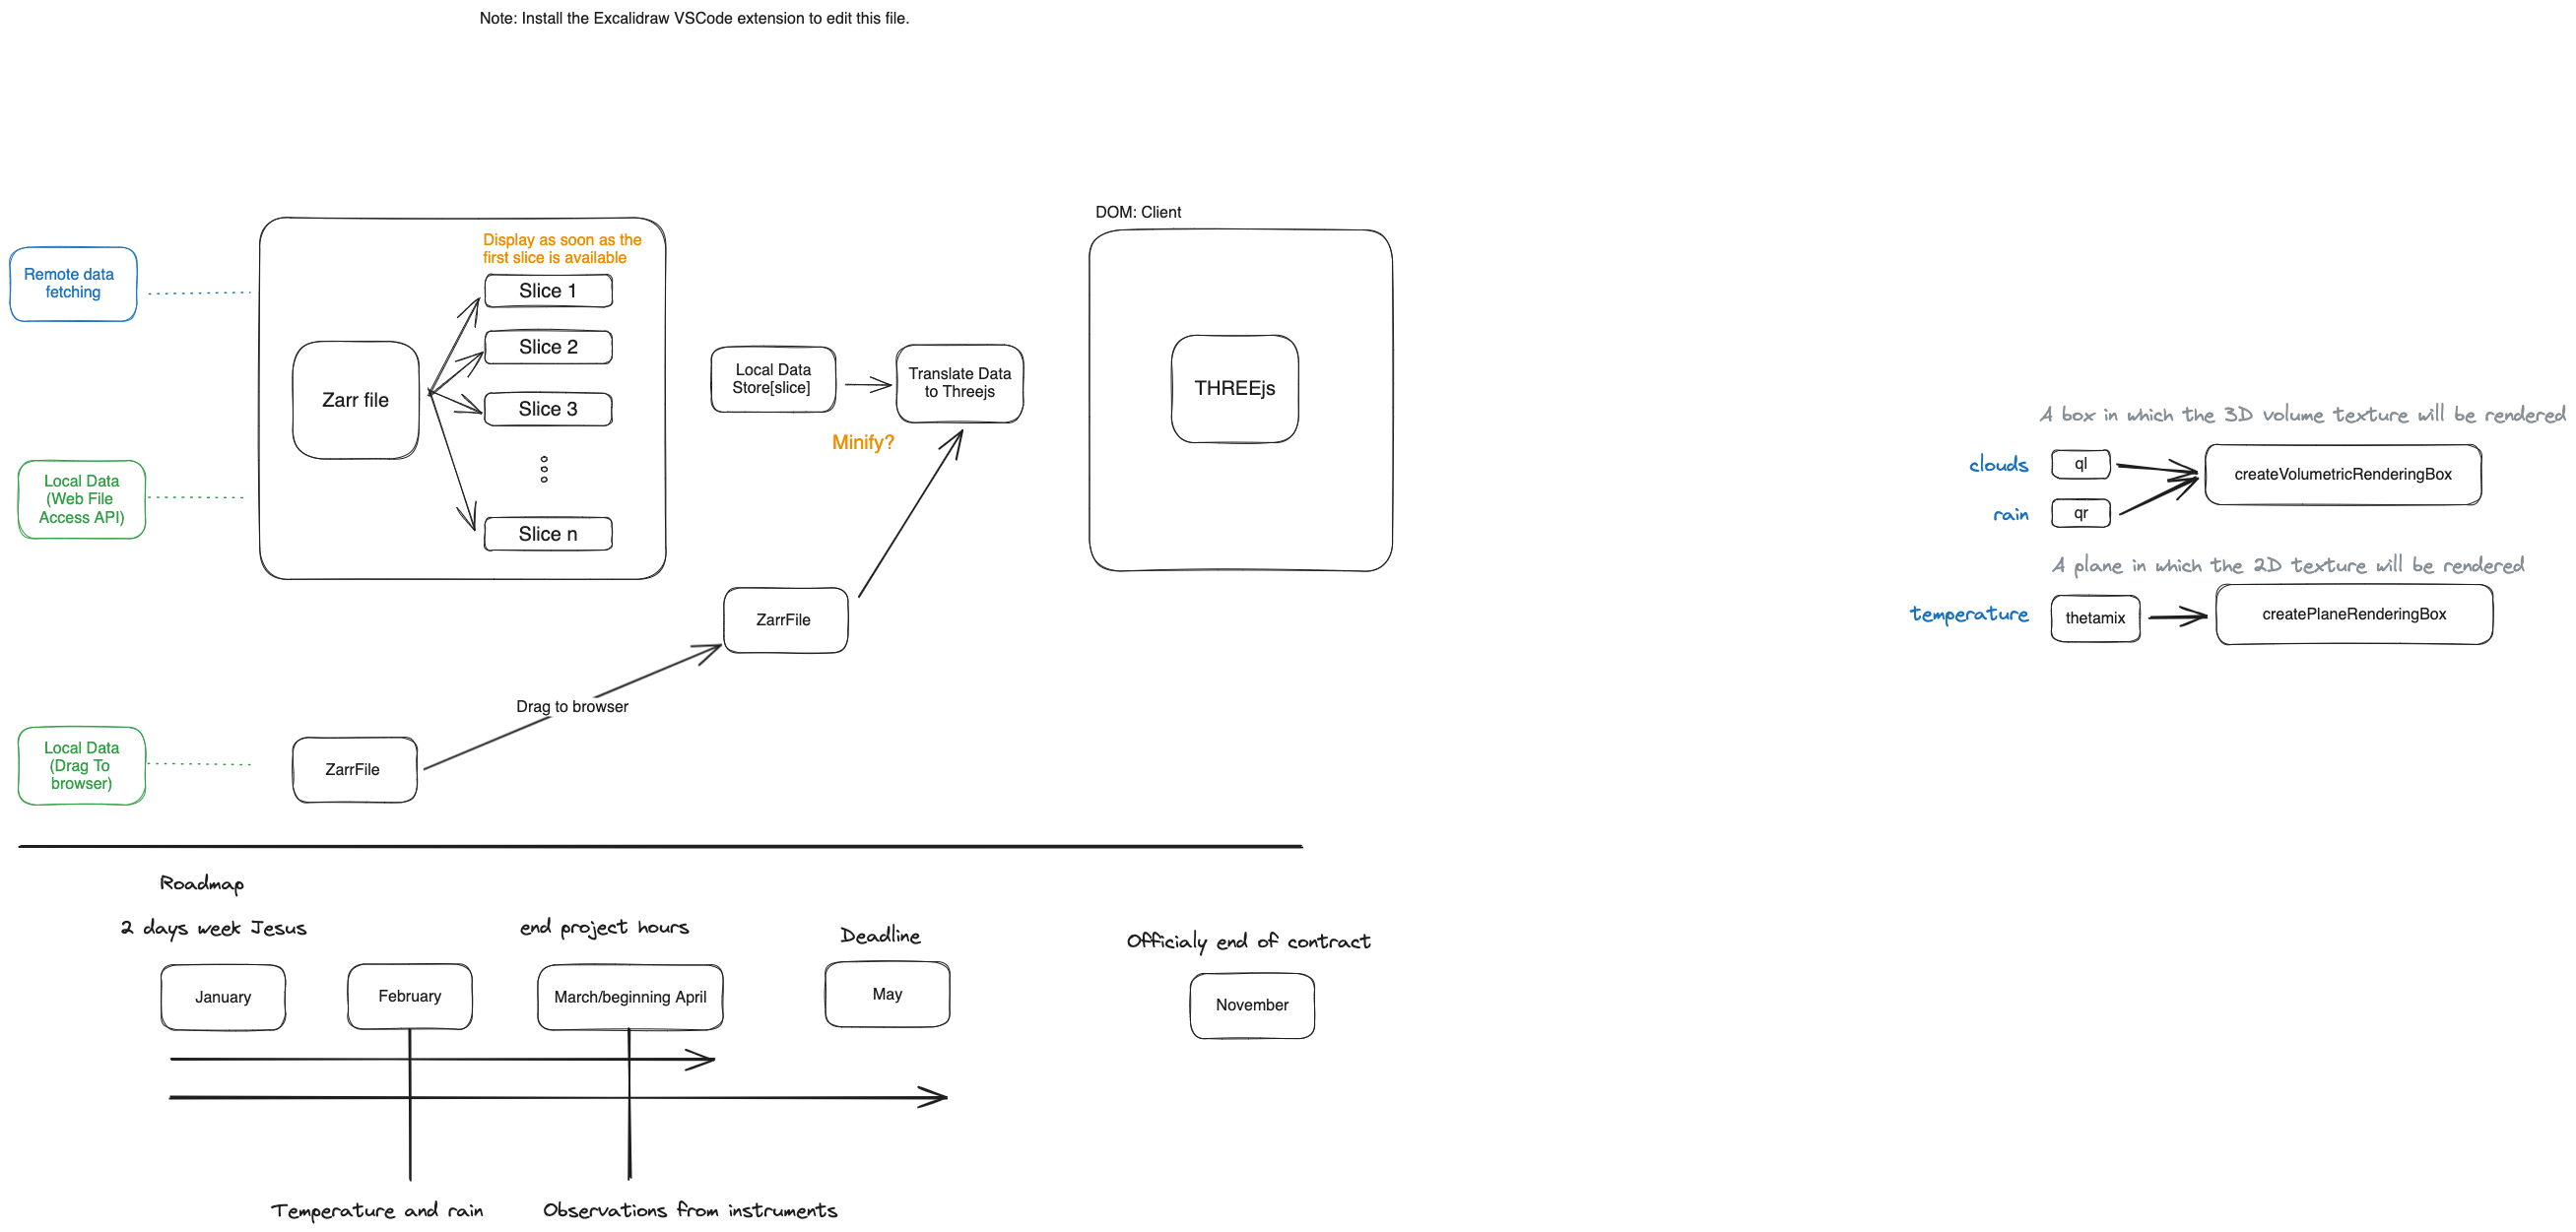 Note: Install the Excalidraw VSCode extension to edit this file.
DOM: Client
Remote data
fetching
Display as soon as the
first slice is available
Slice 1
Slice 2
Slice 3
Slice n
Zarr file
Local Data
Store[slice]
Translate Data
to Threejs
Minify?
THREEjs
Local Data
(Web File
Access API)
ZarrFile
Drag to browser
Local Data
(Drag To
browser)
ZarrFile
A box in which the 3D volume texture will be rendered
clouds
ql
createVolumetricRenderingBox
rain
qr
A plane in which the 2D texture will be rendered
temperature
thetamix
createPlaneRenderingBox
Roadmap
2 days week Jesus
end project hours
Deadline
Officialy end of contract
January
February
March/beginning April
May
November
Temperature and rain
Observations from instruments